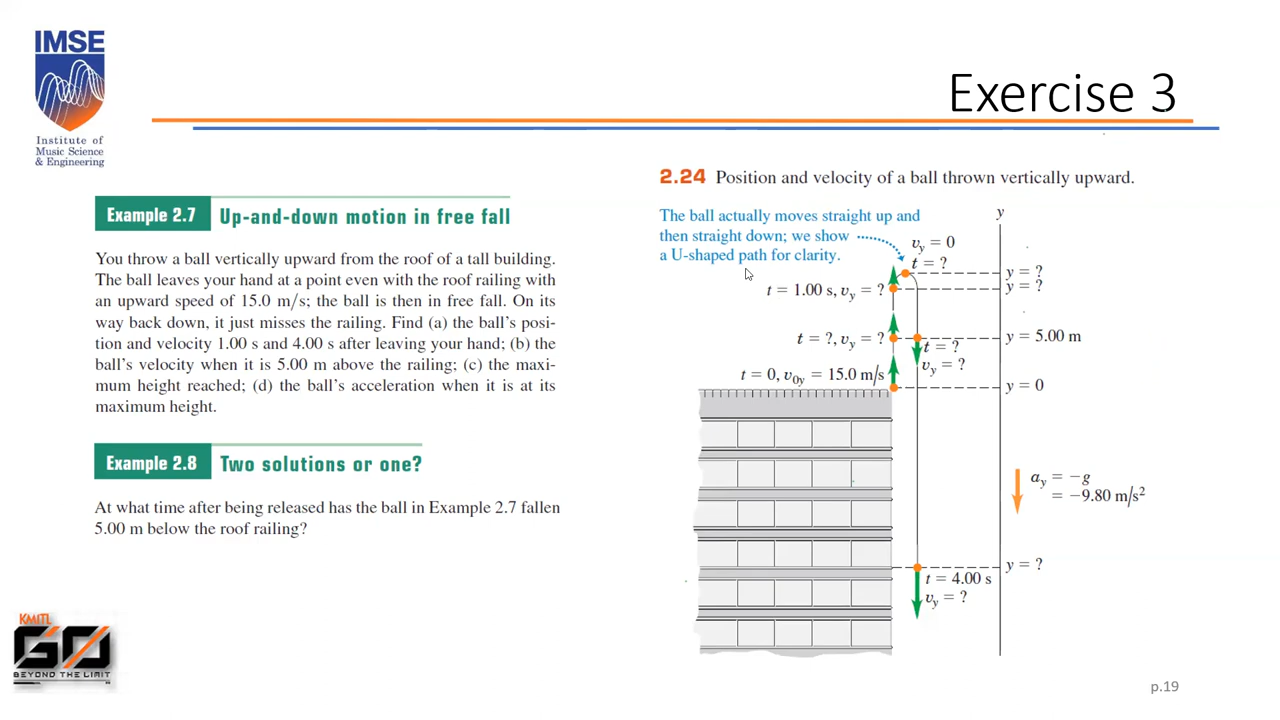 IMSE
Institute of
Music Science
& Engineering
Exercise 3
Example 2.7 Up-and-down motion in free fall
You throw a ball vertically upward from the roof of a tall building.
The ball leaves your hand at a point even with the roof railing with
an upward speed of 15.0 m/s; the ball is then in free fall. On its
way back down, it just misses the railing. Find (a) the ball's posi-
tion and velocity 1.00 s and 4.00 s after leaving your hand; (b) the
ball's velocity when it is 5.00 m above the railing; (c) the maxi-
mum height reached; (d) the ball's acceleration when it is at its
maximum height.
Example 2.8 Two solutions or one?
At what time after being released has the ball in Example 2.7 fallen
5.00 m below the roof railing?
2.24 Position and velocity of a ball thrown vertically upward.
The ball actually moves straight up and
then straight down; we show
a U-shaped path for clarity.
y
vy = 0
t = ?
y = ?
t = 1.00 s, vy = ?
y = ?
t = ?, vy = ?
y = 5.00 m
t = ?
vy = ?
t = 0, v0y = 15.0 m/s
y = 0
ay = −g
= −9.80 m/s²
y = ?
t = 4.00 s
vy = ?
KMITL
GO
BEYOND THE LIMIT
p.19